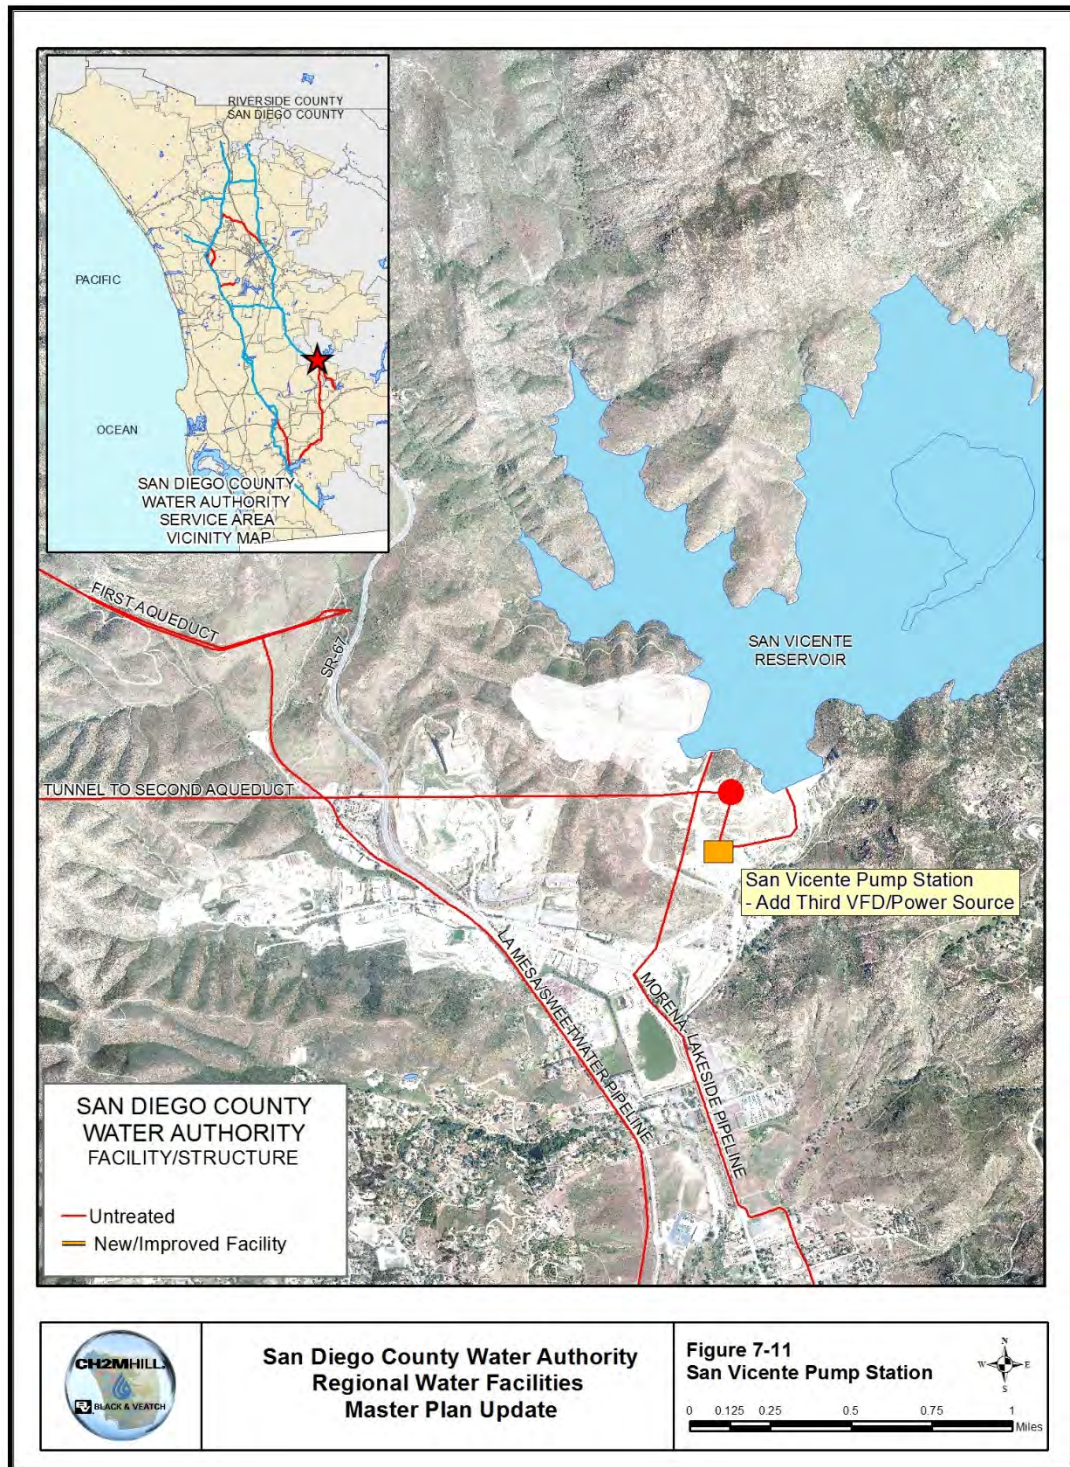 RIVERSIDE COUNTY
SAN DIEGO COUNTY
PACIFIC
OCEAN
SAN DIEGO COUNTY
WATER AUTHORITY
SERVICE AREA
VICINITY MAP
FIRST AQUEDUCT
SR-67
SAN VICENTE
RESERVOIR
TUNNEL TO SECOND AQUEDUCT
San Vicente Pump Station
- Add Third VFD/Power Source
LA MESA/SWEETWATER PIPELINE
MORENA-LAKESIDE PIPELINE
SAN DIEGO COUNTY
WATER AUTHORITY
FACILITY/STRUCTURE
Untreated
New/Improved Facility
CH2MHILL.
BLACK & VEATCH
San Diego County Water Authority
Regional Water Facilities
Master Plan Update
Figure 7-11
San Vicente Pump Station
N
W E
S
0 0.125 0.25 0.5 0.75 1
Miles